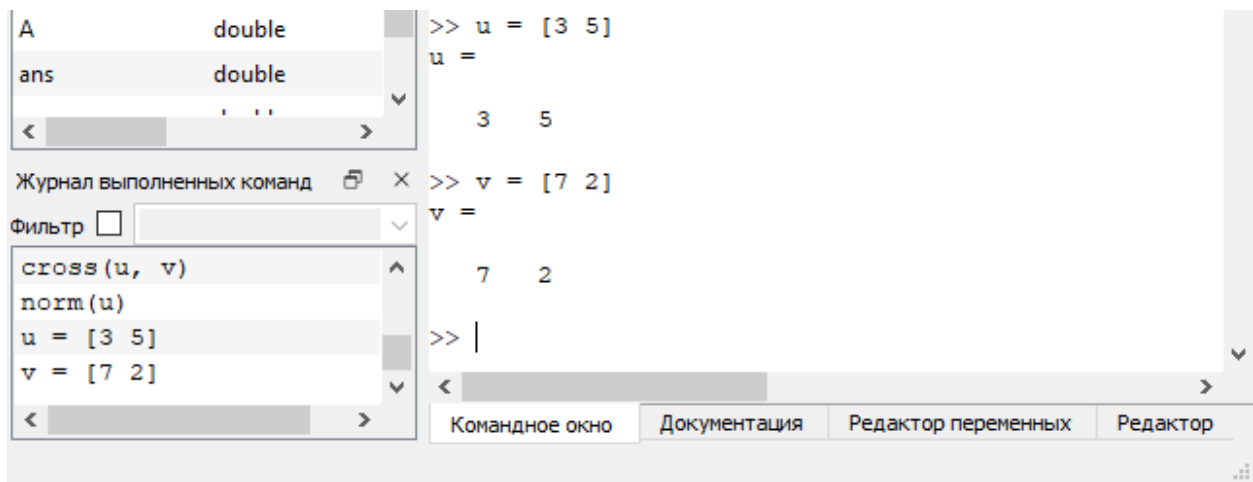 A double
ans double
Журнал выполненных команд
Фильтр
cross(u, v)
norm(u)
u = [3 5]
v = [7 2]
>> u = [3 5]
u =
3 5
>> v = [7 2]
v =
7 2
>>
Командное окно Документация Редактор переменных Редактор